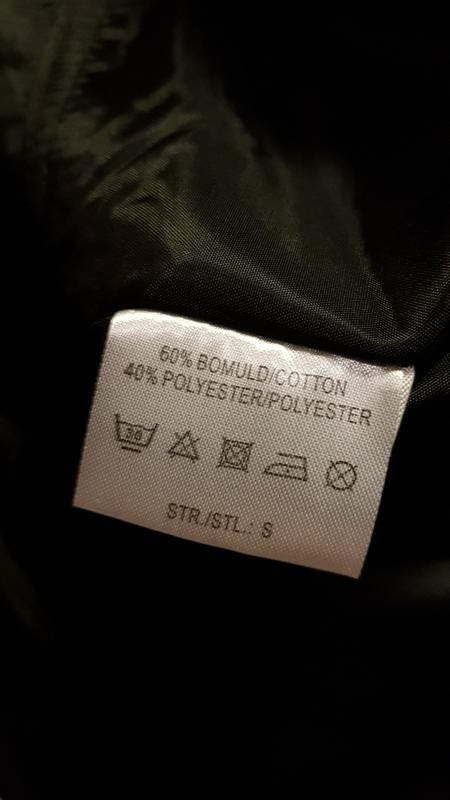 60% BOMULD/COTTON
40% POLYESTER/POLYESTER
30
STR./STL.: S